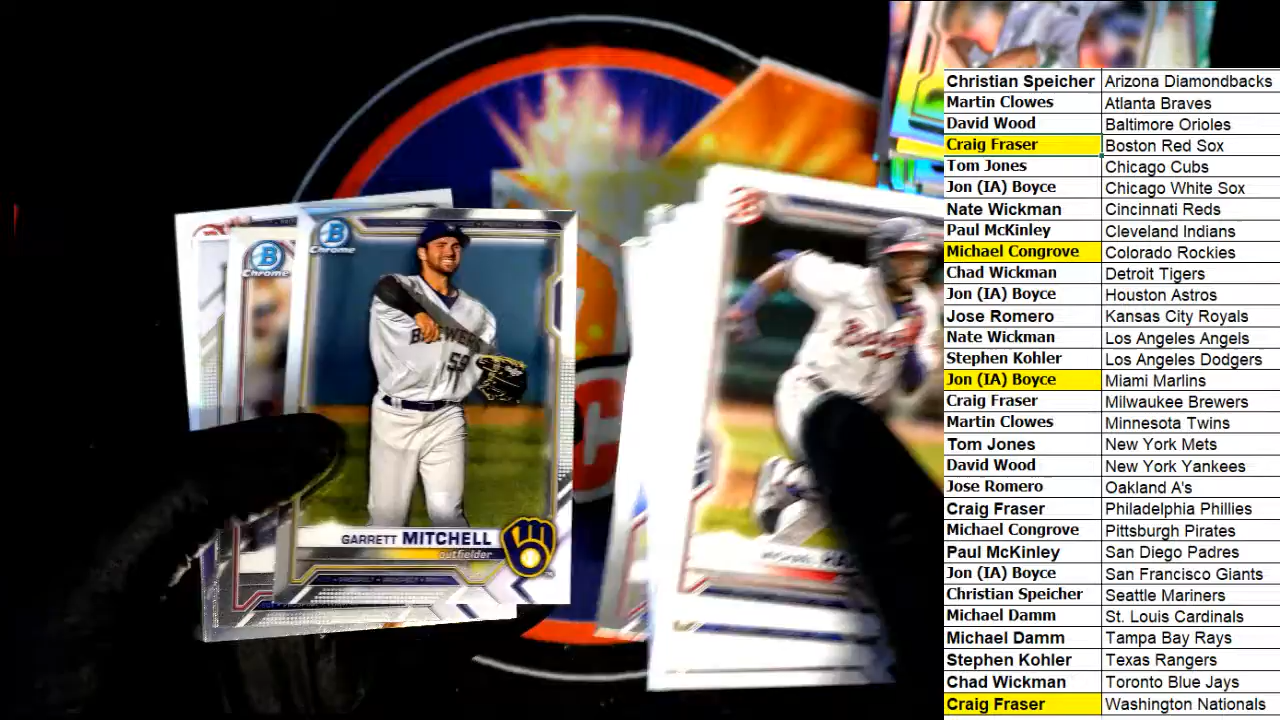 B
Chrome
B
Chrome
BREWERS
59
GARRETT MITCHELL
outfielder
Christian Speicher Arizona Diamondbacks
Martin Clowes Atlanta Braves
David Wood Baltimore Orioles
Craig Fraser Boston Red Sox
Tom Jones Chicago Cubs
Jon (IA) Boyce Chicago White Sox
Nate Wickman Cincinnati Reds
Paul McKinley Cleveland Indians
Michael Congrove Colorado Rockies
Chad Wickman Detroit Tigers
Jon (IA) Boyce Houston Astros
Jose Romero Kansas City Royals
Nate Wickman Los Angeles Angels
Stephen Kohler Los Angeles Dodgers
Jon (IA) Boyce Miami Marlins
Craig Fraser Milwaukee Brewers
Martin Clowes Minnesota Twins
Tom Jones New York Mets
David Wood New York Yankees
Jose Romero Oakland A's
Craig Fraser Philadelphia Phillies
Michael Congrove Pittsburgh Pirates
Paul McKinley San Diego Padres
Jon (IA) Boyce San Francisco Giants
Christian Speicher Seattle Mariners
Michael Damm St. Louis Cardinals
Michael Damm Tampa Bay Rays
Stephen Kohler Texas Rangers
Chad Wickman Toronto Blue Jays
Craig Fraser Washington Nationals